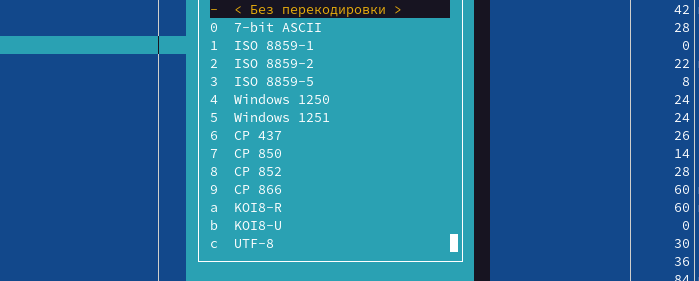 - < Без перекодировки > 42
0 7-bit ASCII 28
1 ISO 8859-1 0
2 ISO 8859-2 22
3 ISO 8859-5 8
4 Windows 1250 24
5 Windows 1251 24
6 CP 437 26
7 CP 850 14
8 CP 852 28
9 CP 866 60
a KOI8-R 60
b KOI8-U 0
c UTF-8 30
36
84